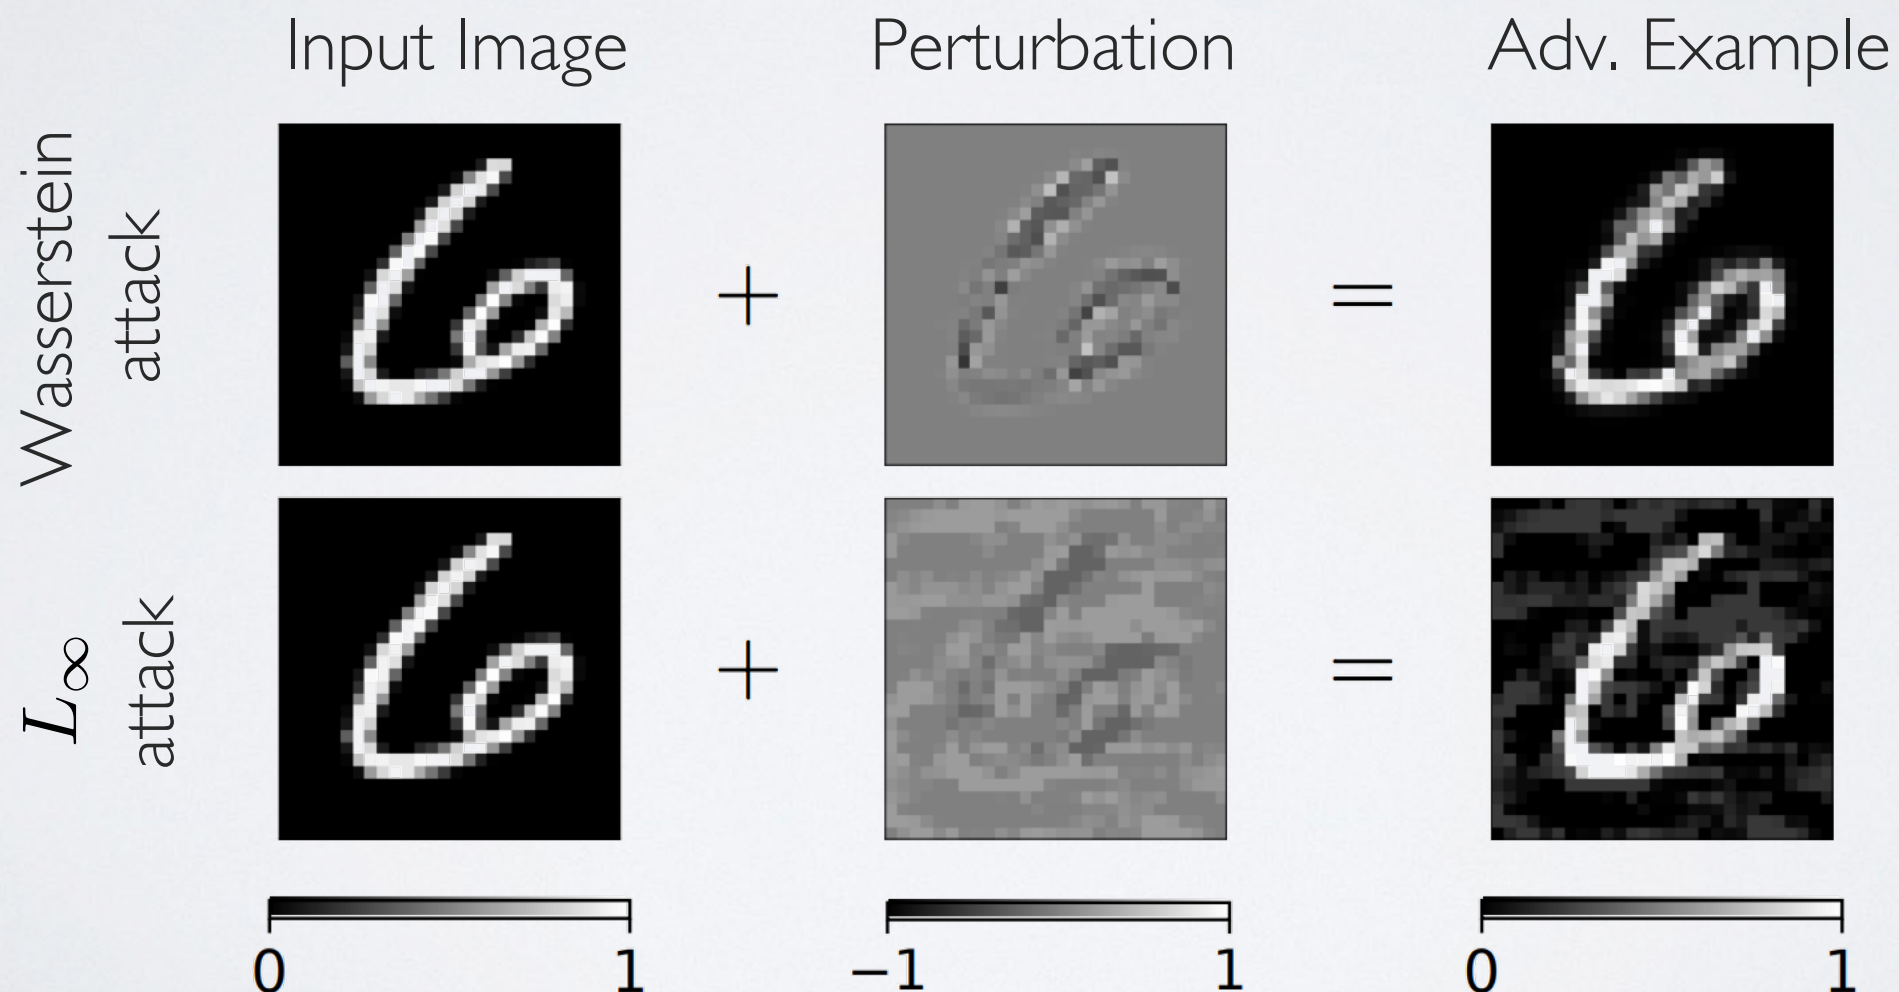 Input Image Perturbation Adv. Example
Wasserstein
attack
+ =
L∞
attack
+ =
0 1 −1 1 0 1